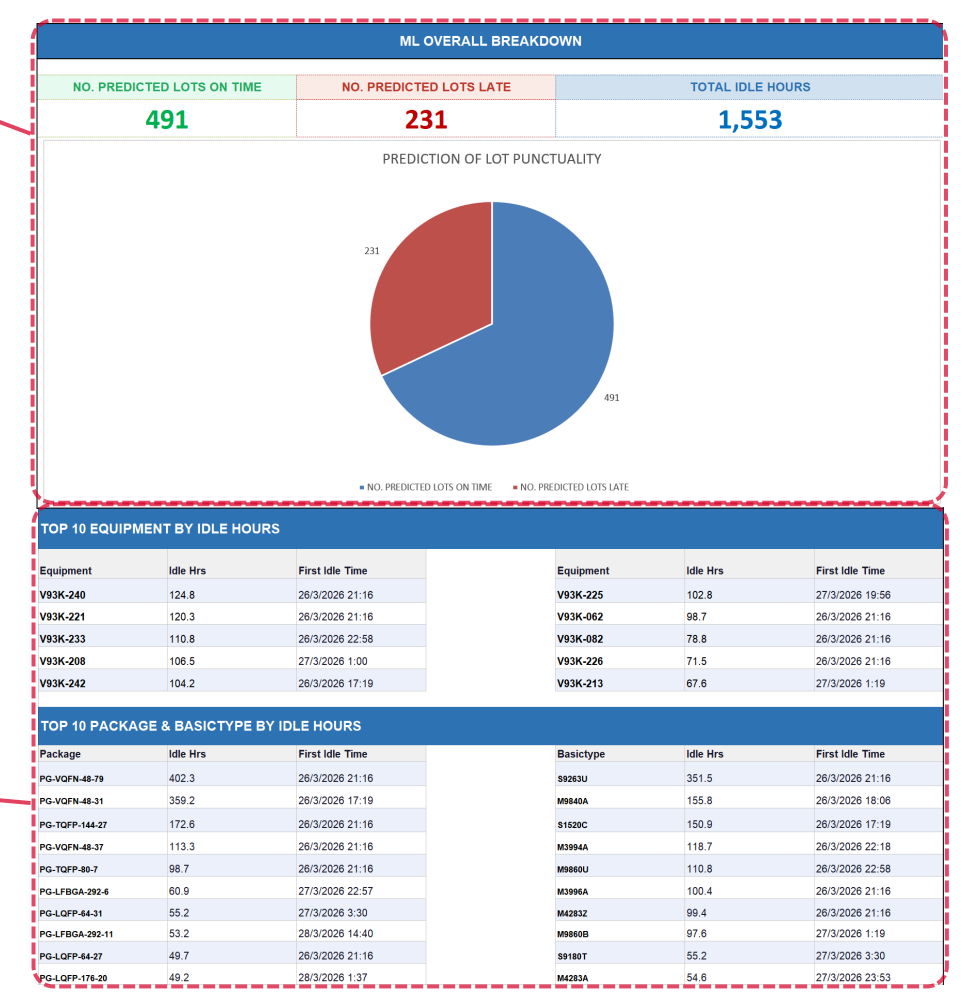 ML OVERALL BREAKDOWN
NO. PREDICTED LOTS ON TIME NO. PREDICTED LOTS LATE TOTAL IDLE HOURS
491 231 1,553
PREDICTION OF LOT PUNCTUALITY
231
491
NO. PREDICTED LOTS ON TIME NO. PREDICTED LOTS LATE
TOP 10 EQUIPMENT BY IDLE HOURS
Equipment Idle Hrs First Idle Time Equipment Idle Hrs First Idle Time
V93K-240 124.8 26/3/2026 21:16 V93K-225 102.8 27/3/2026 19:56
V93K-221 120.3 26/3/2026 21:16 V93K-062 98.7 26/3/2026 21:16
V93K-233 110.8 26/3/2026 22:58 V93K-082 78.8 26/3/2026 21:16
V93K-208 106.5 27/3/2026 1:00 V93K-226 71.5 26/3/2026 21:16
V93K-242 104.2 26/3/2026 17:19 V93K-213 67.6 27/3/2026 1:19
TOP 10 PACKAGE & BASICTYPE BY IDLE HOURS
Package Idle Hrs First Idle Time Basictype Idle Hrs First Idle Time
PG-VQFN-48-79 402.3 26/3/2026 21:16 S9263U 351.5 26/3/2026 21:16
PG-VQFN-48-31 359.2 26/3/2026 17:19 M9840A 155.8 26/3/2026 18:06
PG-TQFP-144-27 172.6 26/3/2026 21:16 S1520C 150.9 26/3/2026 17:19
PG-VQFN-48-37 113.3 26/3/2026 21:16 M3994A 118.7 26/3/2026 22:18
PG-TQFP-80-7 98.7 26/3/2026 21:16 M9860U 110.8 26/3/2026 22:58
PG-LFBGA-292-6 60.9 27/3/2026 22:57 M3996A 100.4 26/3/2026 21:16
PG-LQFP-64-31 55.2 27/3/2026 3:30 M4283Z 99.4 26/3/2026 21:16
PG-LFBGA-292-11 53.2 28/3/2026 14:40 M9860B 97.6 27/3/2026 1:19
PG-LQFP-64-27 49.7 26/3/2026 21:16 S9180T 55.2 27/3/2026 3:30
PG-LQFP-176-20 49.2 28/3/2026 1:37 M4283A 54.6 27/3/2026 23:53